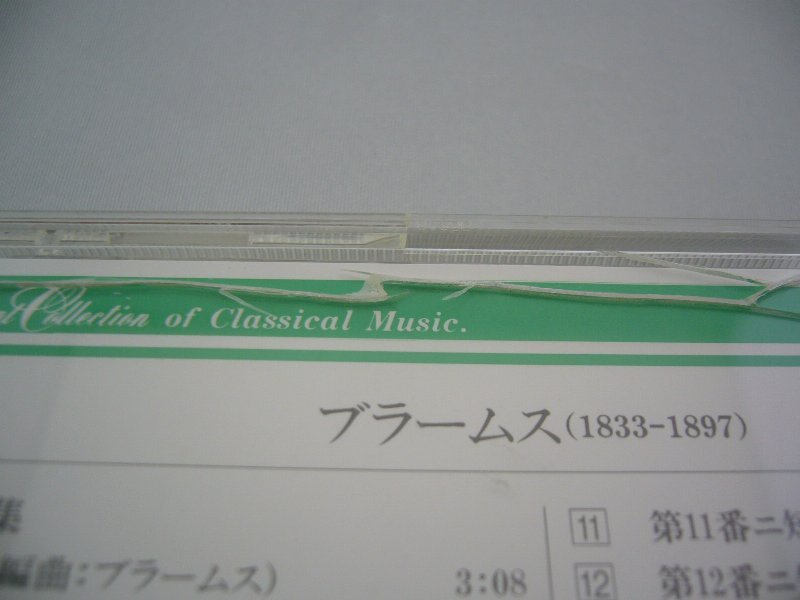 Collection of Classical Music.
ブラームス(1833-1897)
集
編曲:ブラームス) 3:08
11 第11番ニ短
12 第12番ニ